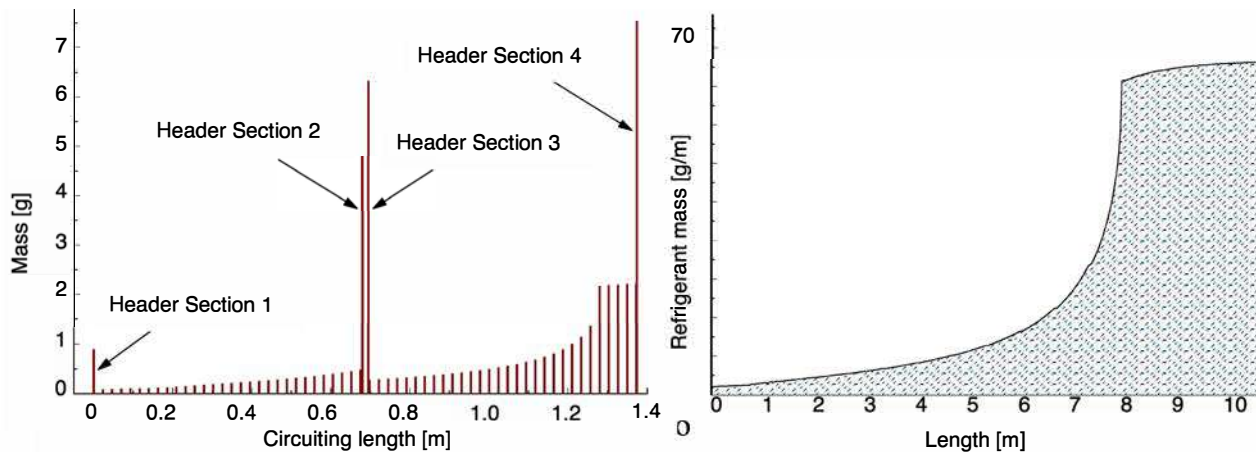 7
6
5
4
3
2
1
0
Mass [g]
Header Section 4
Header Section 2
Header Section 3
Header Section 1
0 0.2 0.4 0.6 0.8 1.0 1.2 1.4
Circuiting length [m]
70
Refrigerant mass [g/m]
0
0 1 2 3 4 5 6 7 8 9 10
Length [m]